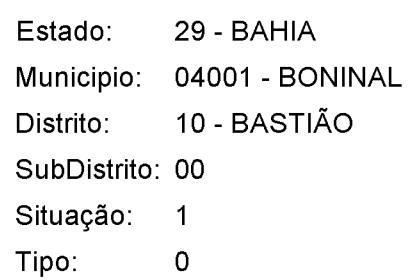 Estado: 29 - BAHIA
Municipio: 04001 - BONINAL
Distrito: 10 - BASTIÃO
SubDistrito: 00
Situação: 1
Tipo: 0